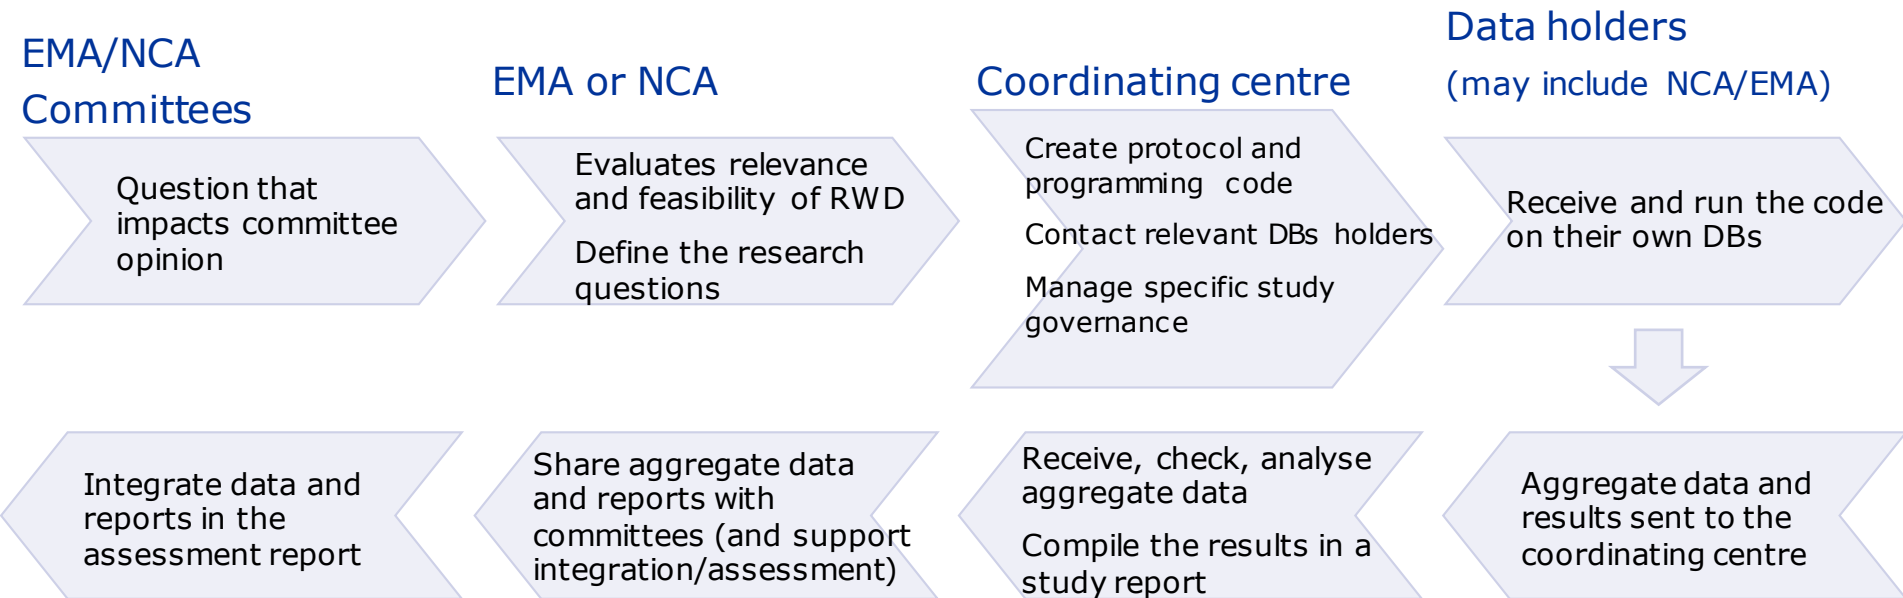 EMA/NCA
Committees
EMA or NCA
Coordinating centre
Data holders
(may include NCA/EMA)
Question that
impacts committee
opinion
Evaluates relevance
and feasibility of RWD
Define the research
questions
Create protocol and
programming code
Contact relevant DBs holders
Manage specific study
governance
Receive and run the code
on their own DBs
Integrate data and
reports in the
assessment report
Share aggregate data
and reports with
committees (and support
integration/assessment)
Receive, check, analyse
aggregate data
Compile the results in a
study report
Aggregate data and
results sent to the
coordinating centre